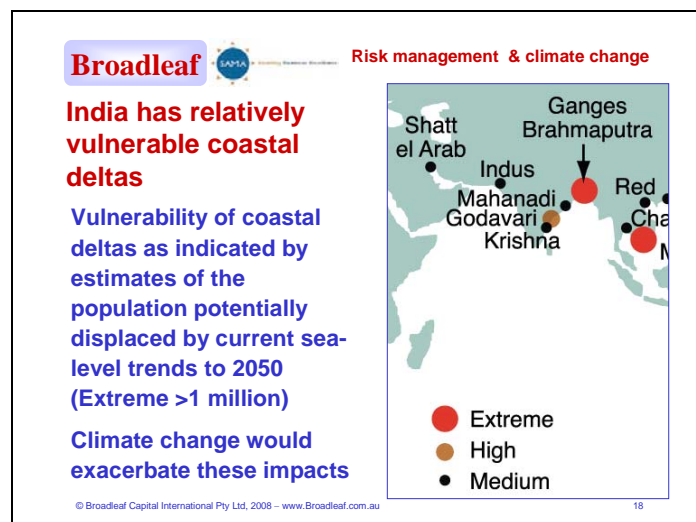 Broadleaf
SAMA
Risk management & climate change
India has relatively
vulnerable coastal
deltas
Vulnerability of coastal
deltas as indicated by
estimates of the
population potentially
displaced by current sea-
level trends to 2050
(Extreme >1 million)
Climate change would
exacerbate these impacts
Ganges
Brahmaputra
Shatt
el Arab
Indus
Red
Mahanadi
Godavari
Cha
Krishna
M
Extreme
High
Medium
© Broadleaf Capital International Pty Ltd, 2008 – www.Broadleaf.com.au
18